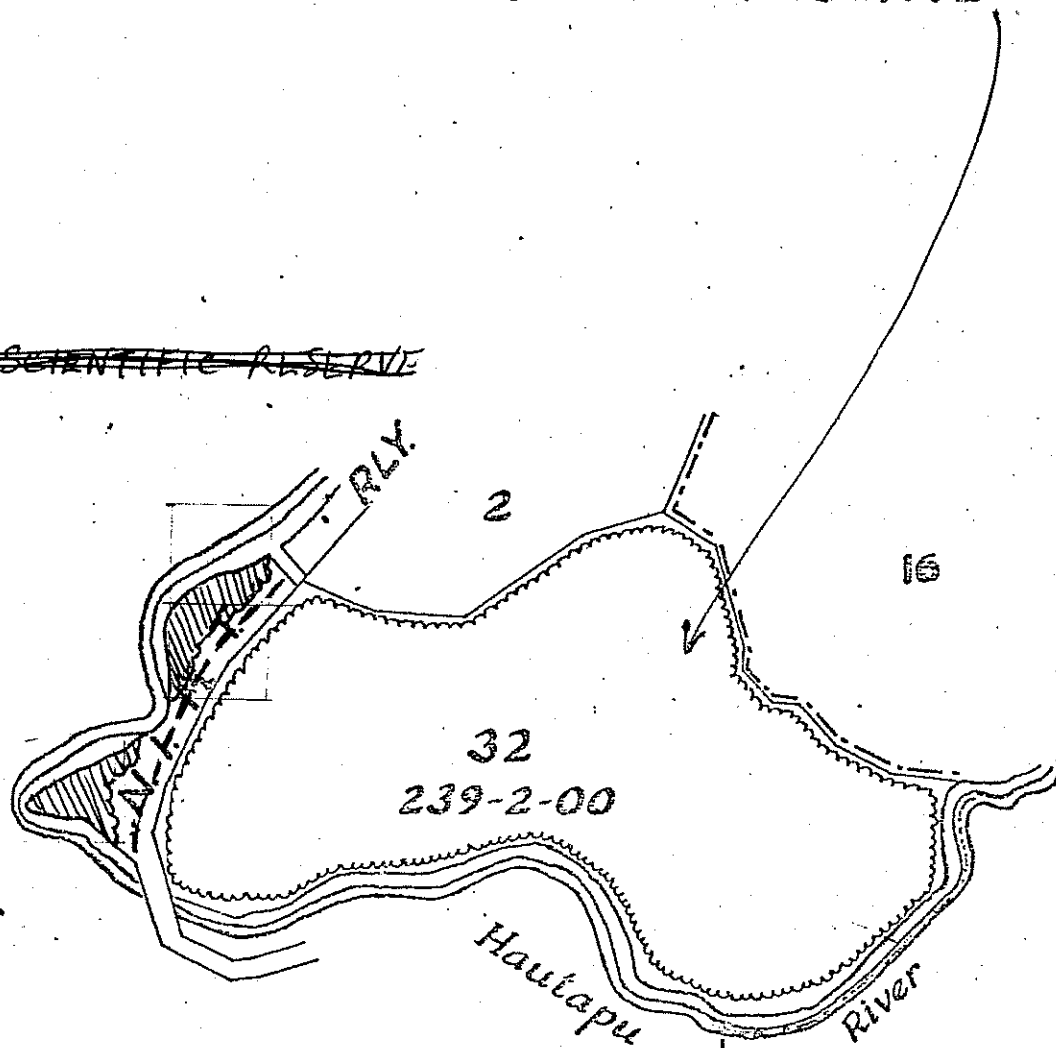 SCIENTIFIC RESERVE
RLY.
2
16
32
239-2-00
Hautapu River